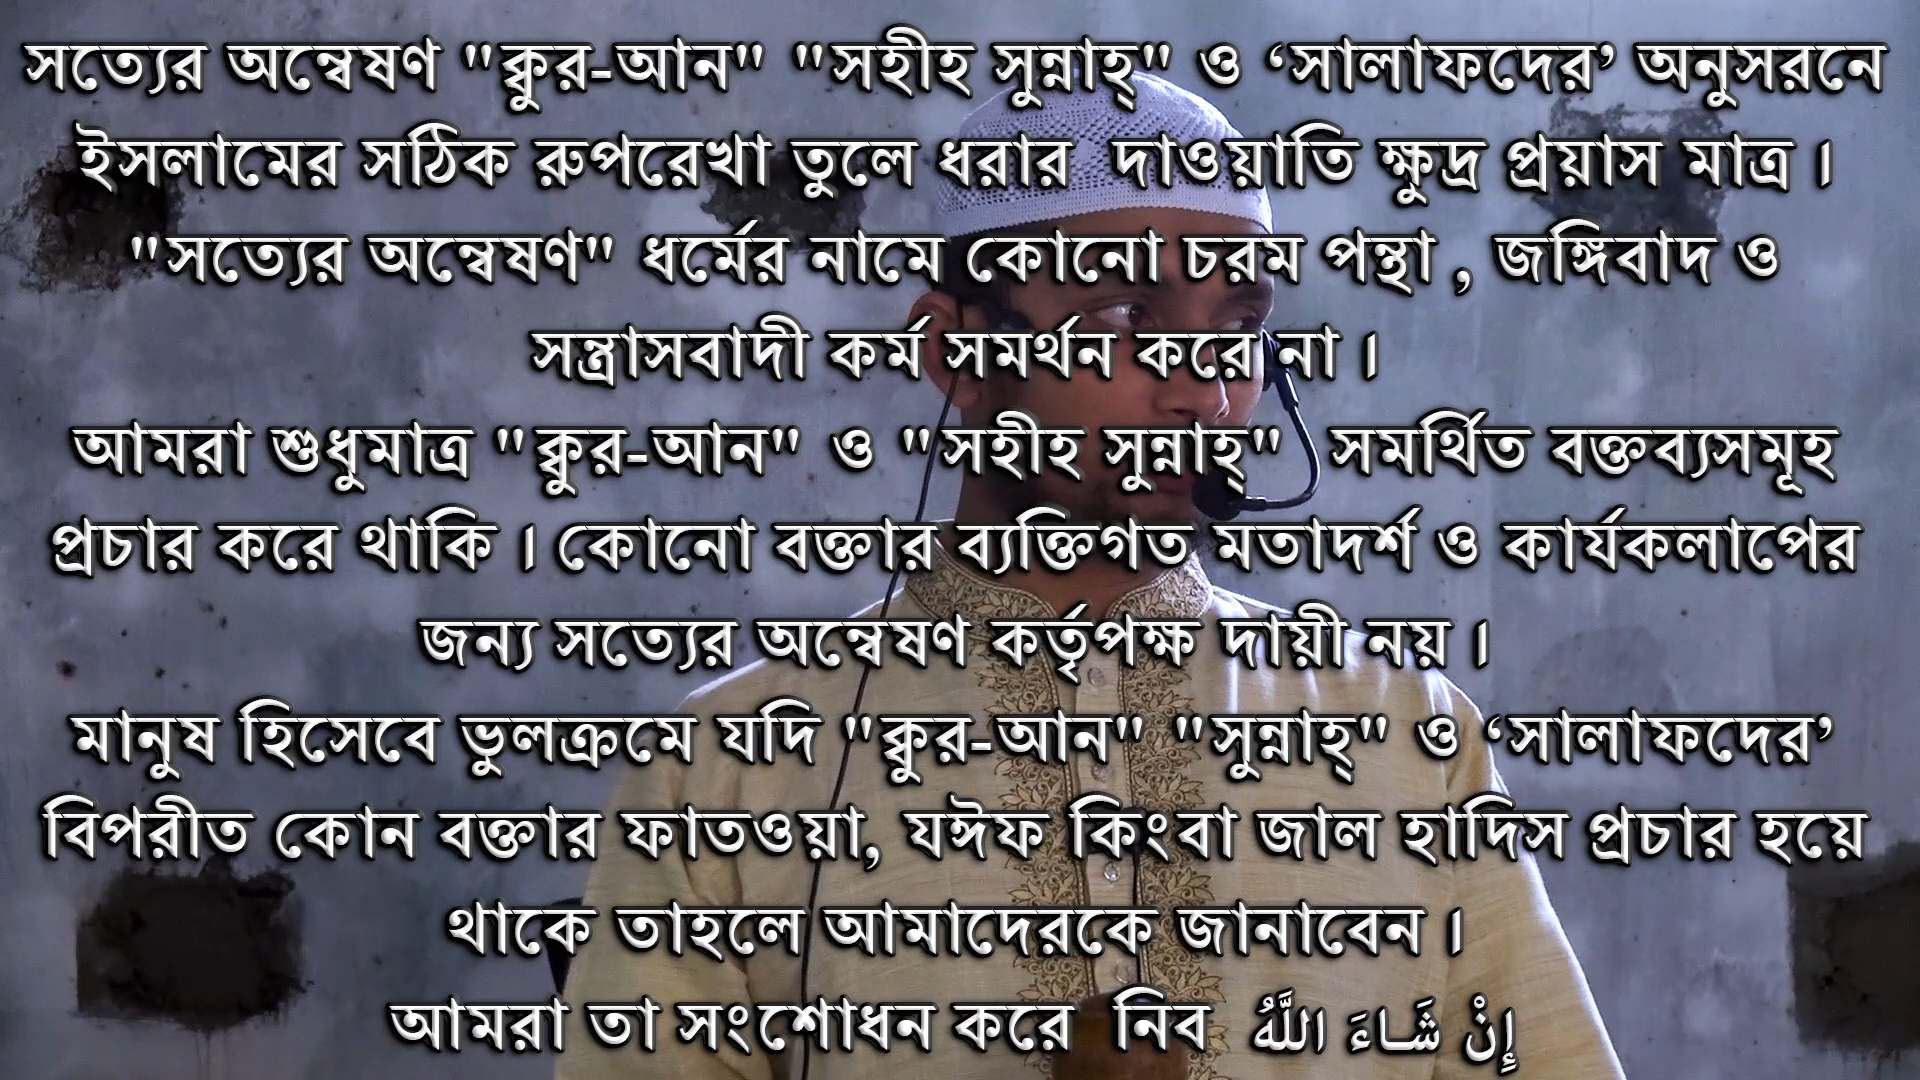 সত্যের অন্বেষণ "ক্বুর-আন" "সহীহ সুন্নাহ্" ও ‘সালাফদের’ অনুসরনে
ইসলামের সঠিক রুপরেখা তুলে ধরার দাওয়াতি ক্ষুদ্র প্রয়াস মাত্র ।
"সত্যের অন্বেষণ" ধর্মের নামে কোনো চরম পন্থা , জঙ্গিবাদ ও
সন্ত্রাসবাদী কর্ম সমর্থন করে না ।
আমরা শুধুমাত্র "ক্বুর-আন" ও "সহীহ সুন্নাহ্" সমর্থিত বক্তব্যসমূহ
প্রচার করে থাকি । কোনো বক্তার ব্যক্তিগত মতাদর্শ ও কার্যকলাপের
জন্য সত্যের অন্বেষণ কর্তৃপক্ষ দায়ী নয় ।
মানুষ হিসেবে ভুলক্রমে যদি "ক্বুর-আন" "সুন্নাহ্" ও ‘সালাফদের’
বিপরীত কোন বক্তার ফাতওয়া, যঈফ কিংবা জাল হাদিস প্রচার হয়ে
থাকে তাহলে আমাদেরকে জানাবেন ।
আমরা তা সংশোধন করে নিব إِنْ شَاءَ اللَّهُ